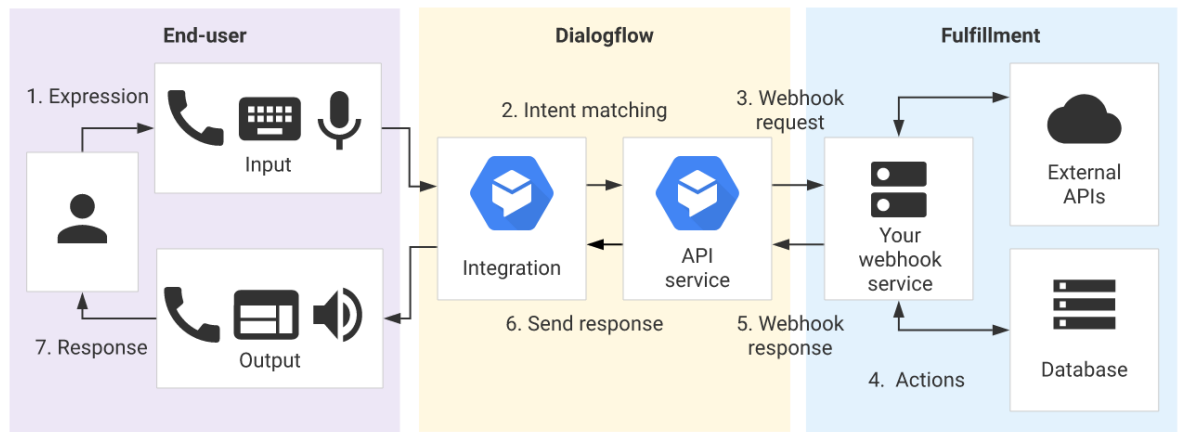 End-user
Dialogflow
Fulfillment
1. Expression
Input
2. Intent matching
3. Webhook
request
External
APIs
Integration
API
service
Your
webhook
service
7. Response
Output
6. Send response
5. Webhook
response
4. Actions
Database